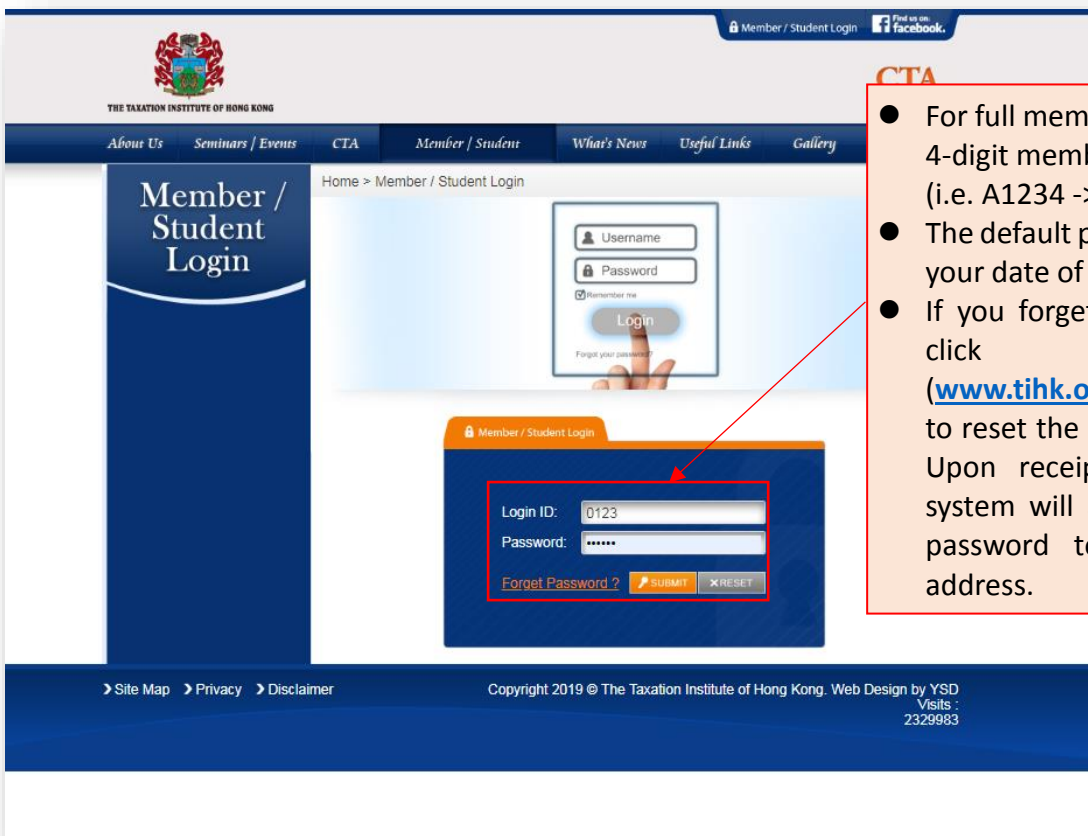 Member / Student Login
Find us on:
facebook.
THE TAXATION INSTITUTE OF HONG KONG
CTA
About Us Seminars / Events CTA Member / Student What's News Useful Links Gallery
Member /
Student
Login
Home > Member / Student Login
Username
Password
Remember me
Login
Forgot your password?
Member / Student Login
Login ID: 0123
Password: ••••••
Forget Password ? SUBMIT RESET
● For full mem
4-digit memb
(i.e. A1234 ->
● The default p
your date of
● If you forget
click
(www.tihk.o
to reset the
Upon receip
system will
password to
address.
Site Map Privacy Disclaimer
Copyright 2019 © The Taxation Institute of Hong Kong. Web Design by YSD
Visits :
2329983